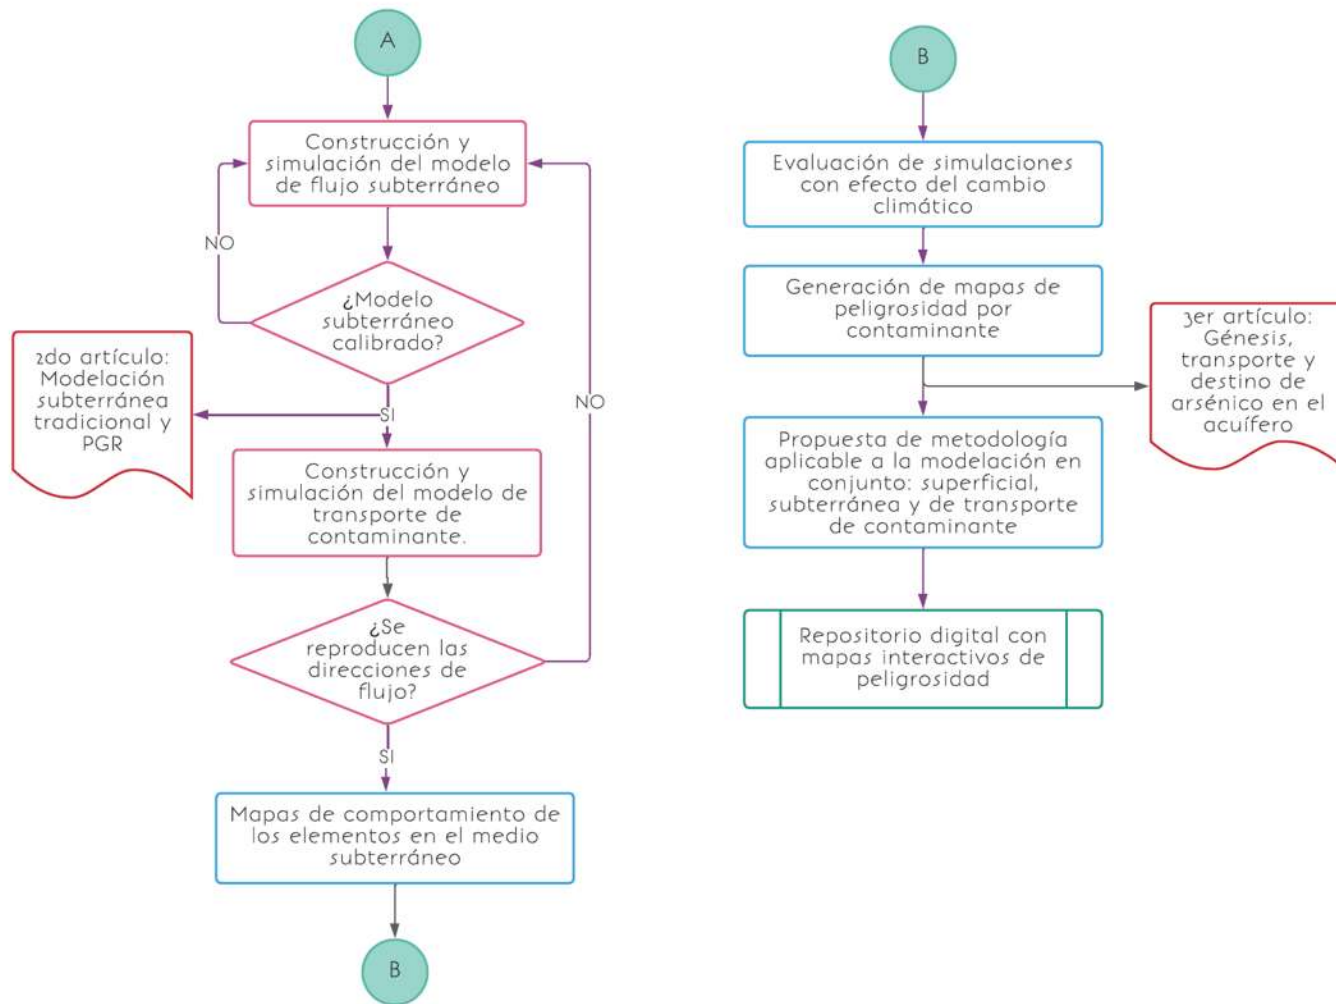 A
Construcción y
simulación del modelo
de flujo subterráneo
NO
¿Modelo
subterráneo
calibrado?
2do artículo:
Modelación
subterránea
tradicional y
PGR
SI
NO
Construcción y
simulación del modelo de
transporte de
contaminante.
¿Se
reproducen las
direcciones de
flujo?
SI
Mapas de comportamiento de
los elementos en el medio
subterráneo
B
B
Evaluación de simulaciones
con efecto del cambio
climático
Generación de mapas de
peligrosidad por
contaminante
3er artículo:
Génesis,
transporte y
destino de
arsénico en el
acuífero
Propuesta de metodología
aplicable a la modelación en
conjunto: superficial,
subterránea y de transporte
de contaminante
Repositorio digital con
mapas interactivos de
peligrosidad